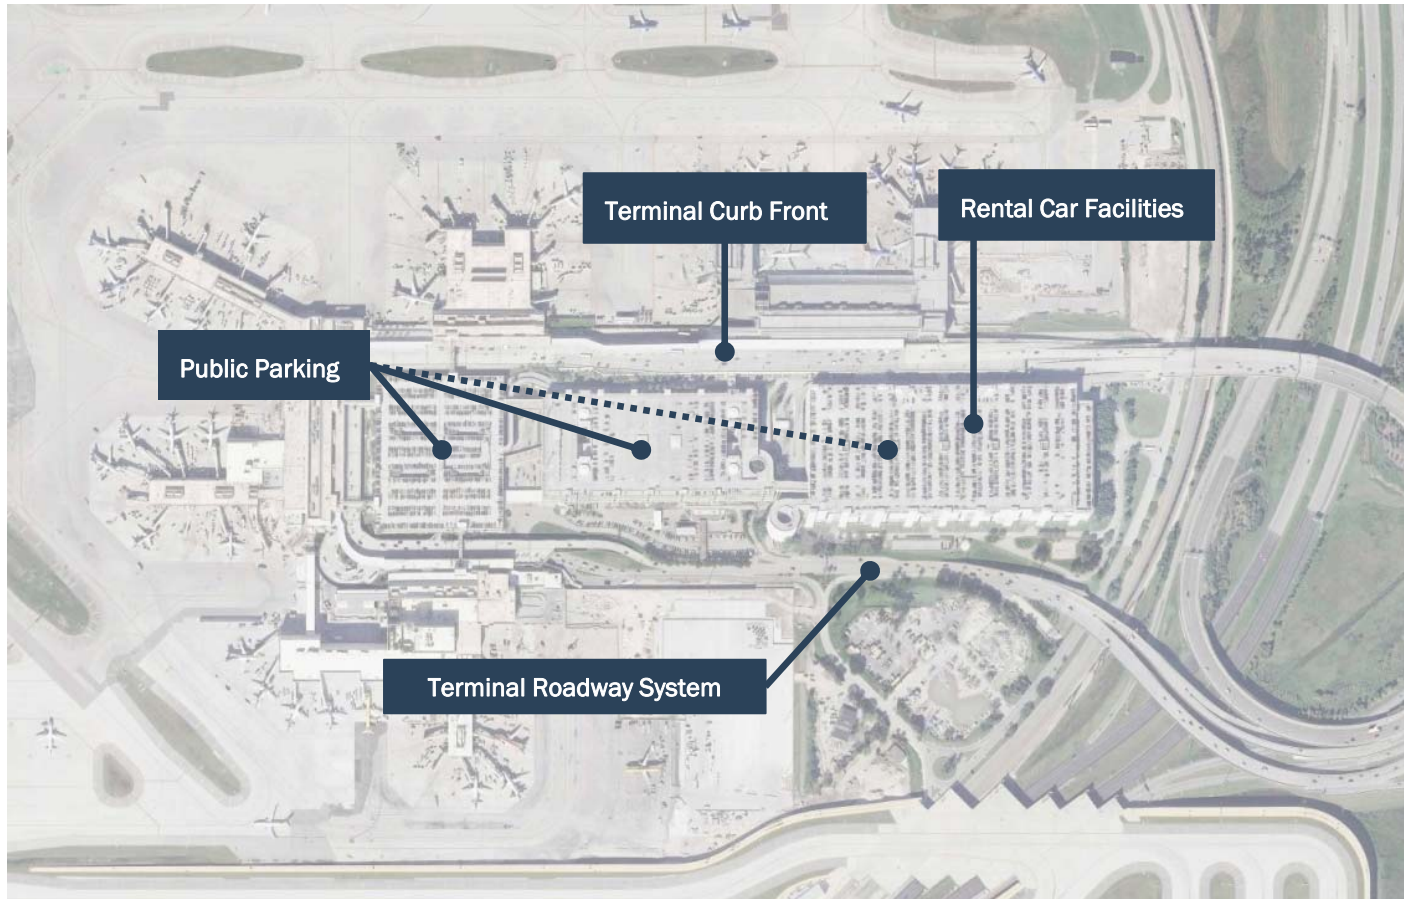 Terminal Curb Front
Rental Car Facilities
Public Parking
Terminal Roadway System